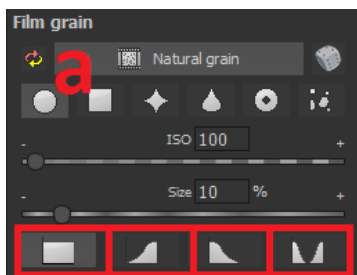 Film grain
a
Natural grain
- ISO 100 +
- Size 10 % +